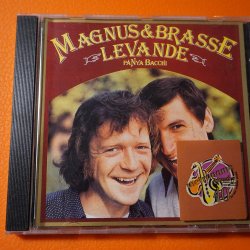 MAGNUS & BRASSE
LEVANDE
PÅ NYA BACCHI